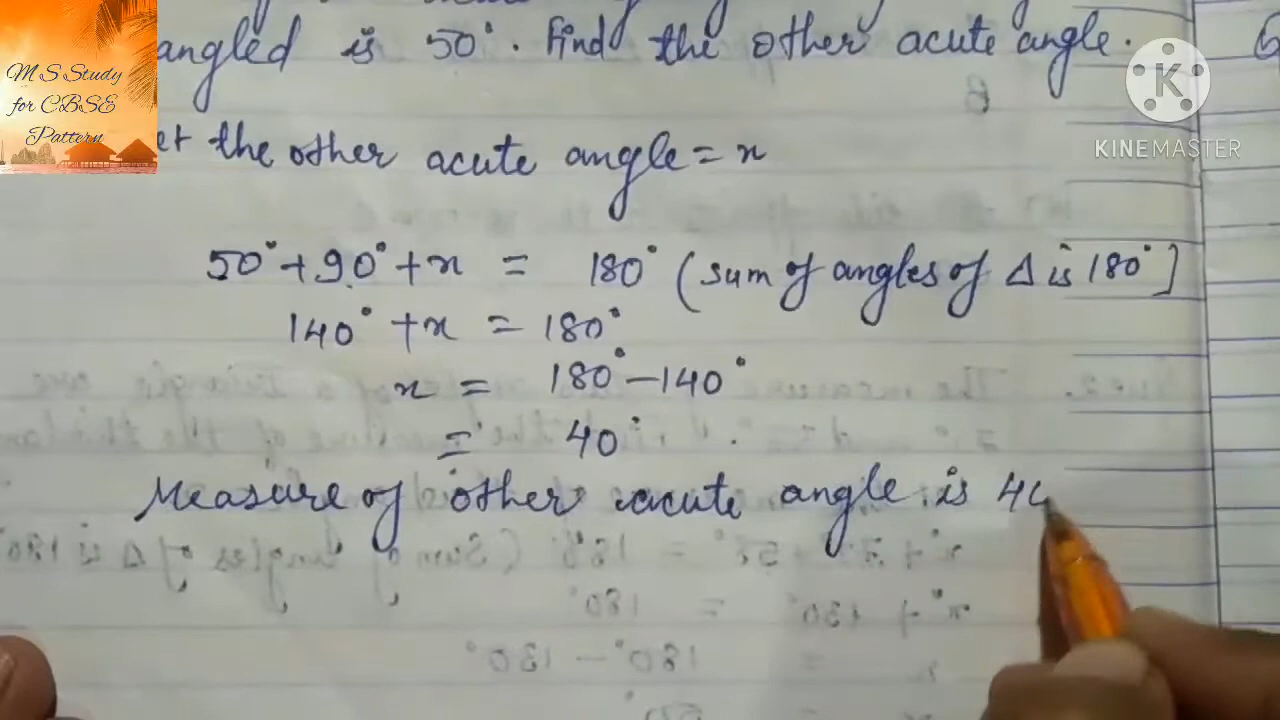 M S Study
for CBSE
Pattern
KINEMASTER
angled is 50°. Find the other acute angle.
et the other acute angle = x
50° + 90° + x = 180° (sum of angles of Δ is 180°]
140° + x = 180°
x = 180° – 140°
= 40°.
Measure of other acute angle is 40